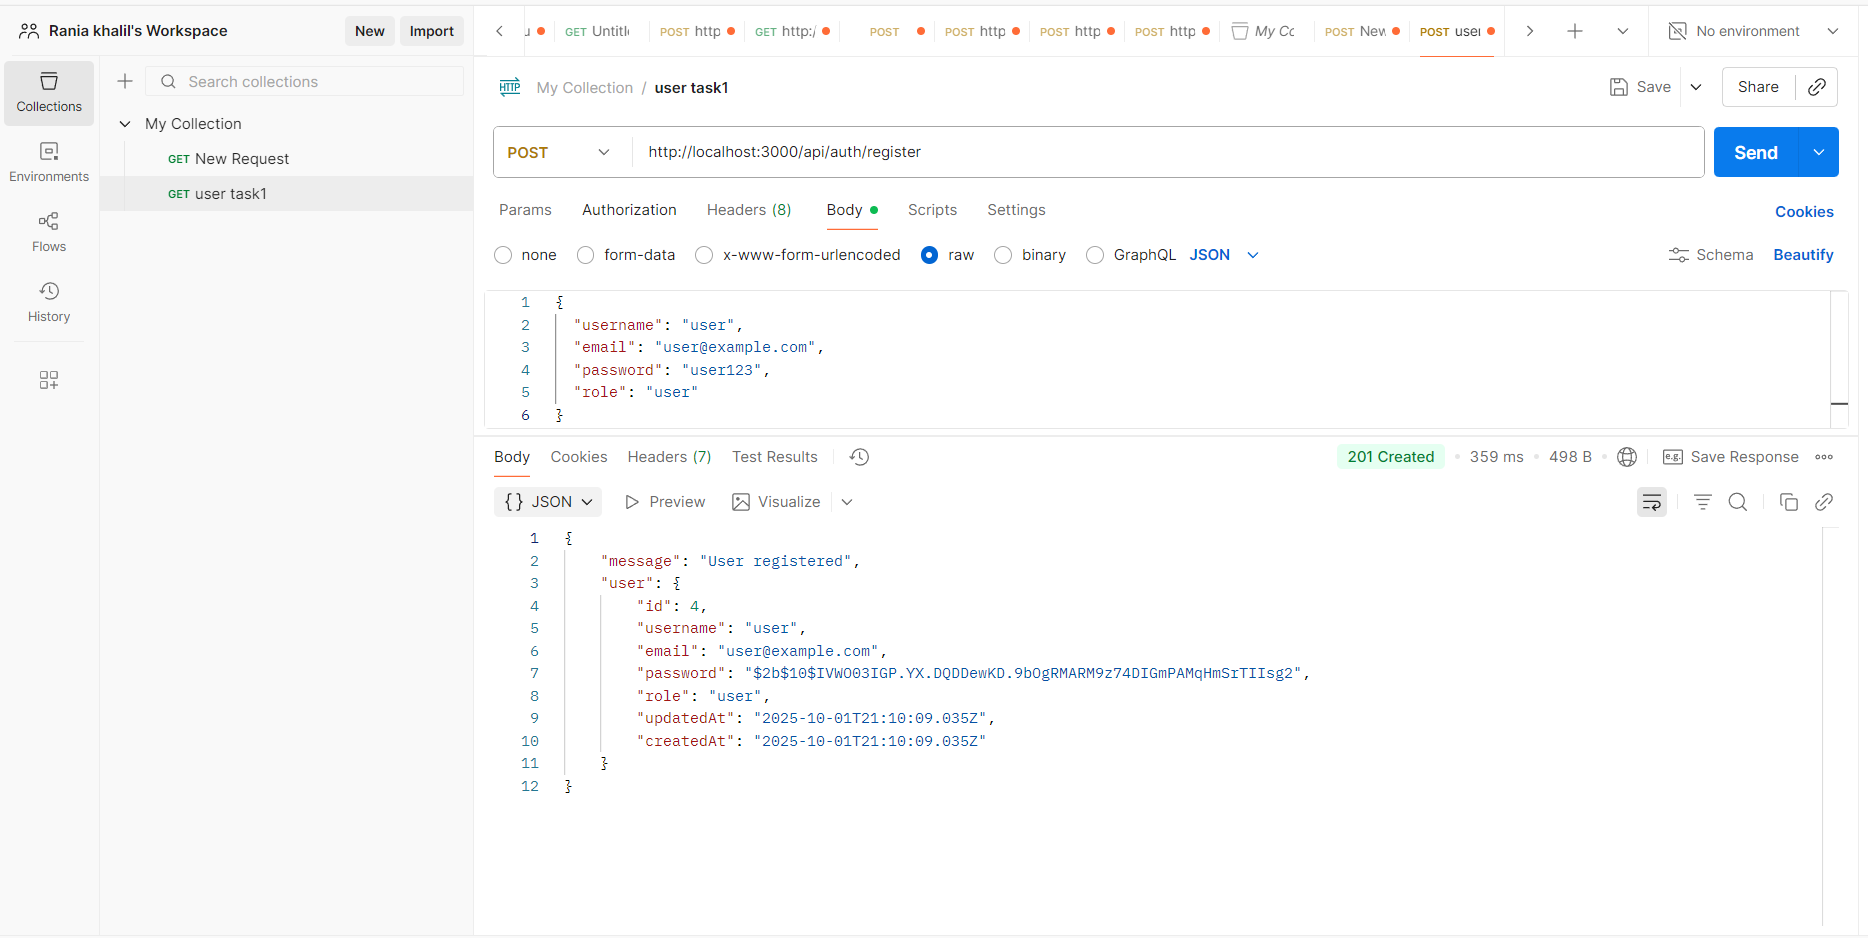 Rania khalil's Workspace
New
Import
GET Untitl
POST http
GET http:/
POST
POST http
POST http
POST http
My Cc
POST New
POST use
No environment
Collections
Environments
Flows
History
Search collections
My Collection
GET New Request
GET user task1
HTTP My Collection / user task1
Save
Share
POST
http://localhost:3000/api/auth/register
Send
Params
Authorization
Headers (8)
Body
Scripts
Settings
Cookies
none
form-data
x-www-form-urlencoded
raw
binary
GraphQL
JSON
Schema
Beautify
1 {
2 "username": "user",
3 "email": "user@example.com",
4 "password": "user123",
5 "role": "user"
6 }
Body
Cookies
Headers (7)
Test Results
201 Created
359 ms
498 B
e.g. Save Response
{} JSON
Preview
Visualize
1 {
2 "message": "User registered",
3 "user": {
4 "id": 4,
5 "username": "user",
6 "email": "user@example.com",
7 "password": "$2b$10$IVWO03IGP.YX.DQDDewKD.9bOgRMARM9z74DIGmPAMqHmSrTIIsg2",
8 "role": "user",
9 "updatedAt": "2025-10-01T21:10:09.035Z",
10 "createdAt": "2025-10-01T21:10:09.035Z"
11 }
12 }